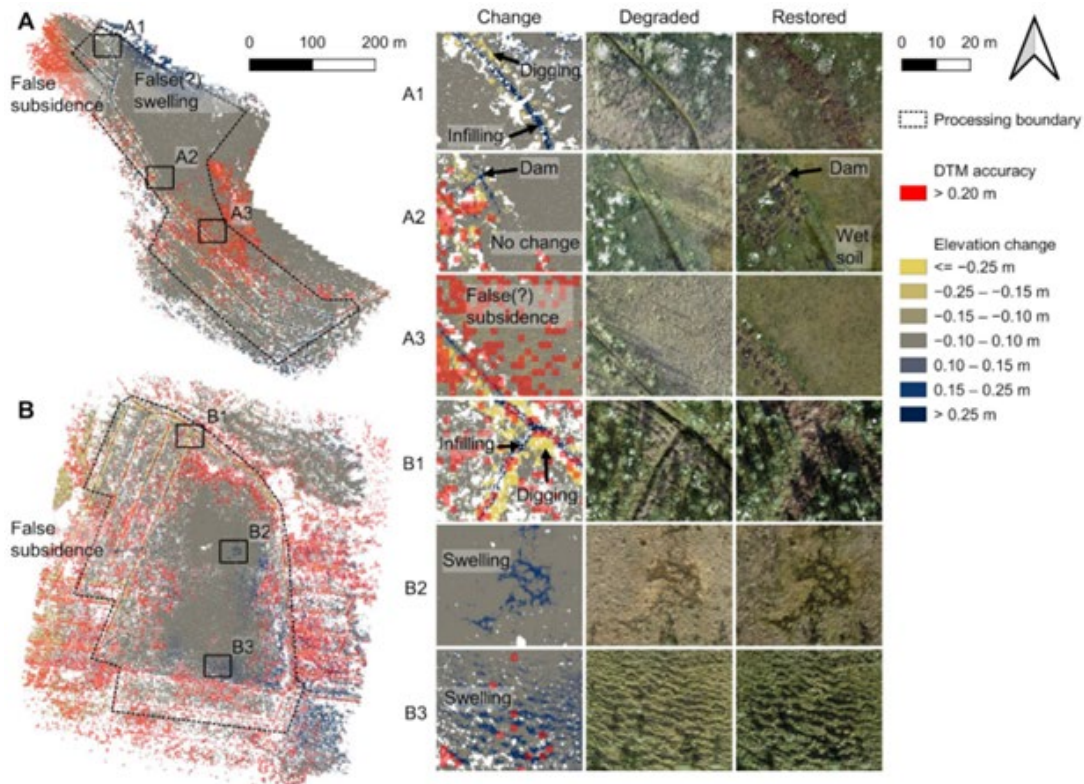 A
A1
0 100 200 m
False
subsidence
False(?)
swelling
A2
A3
B
B1
False
subsidence
B2
B3
Change Degraded Restored
A1
Digging
Infilling
A2
Dam
No change
Dam
Wet
soil
A3
False(?)
subsidence
B1
Infilling
Digging
B2
Swelling
B3
Swelling
0 10 20 m
Processing boundary
DTM accuracy
> 0.20 m
Elevation change
<= −0.25 m
−0.25 – −0.15 m
−0.15 – −0.10 m
−0.10 – 0.10 m
0.10 – 0.15 m
0.15 – 0.25 m
> 0.25 m